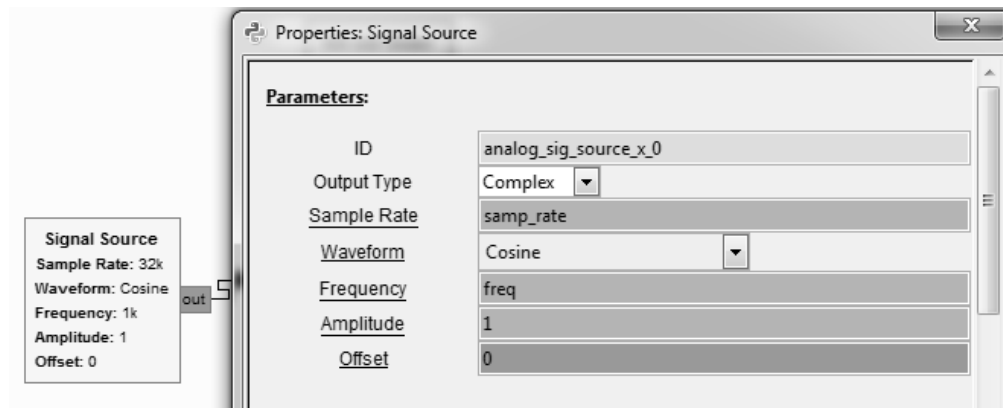 Properties: Signal Source
X
Parameters:
ID analog_sig_source_x_0
Output Type Complex
Sample Rate samp_rate
Waveform Cosine
Frequency freq
Amplitude 1
Offset 0
Signal Source
Sample Rate: 32k
Waveform: Cosine
Frequency: 1k
Amplitude: 1
Offset: 0
out